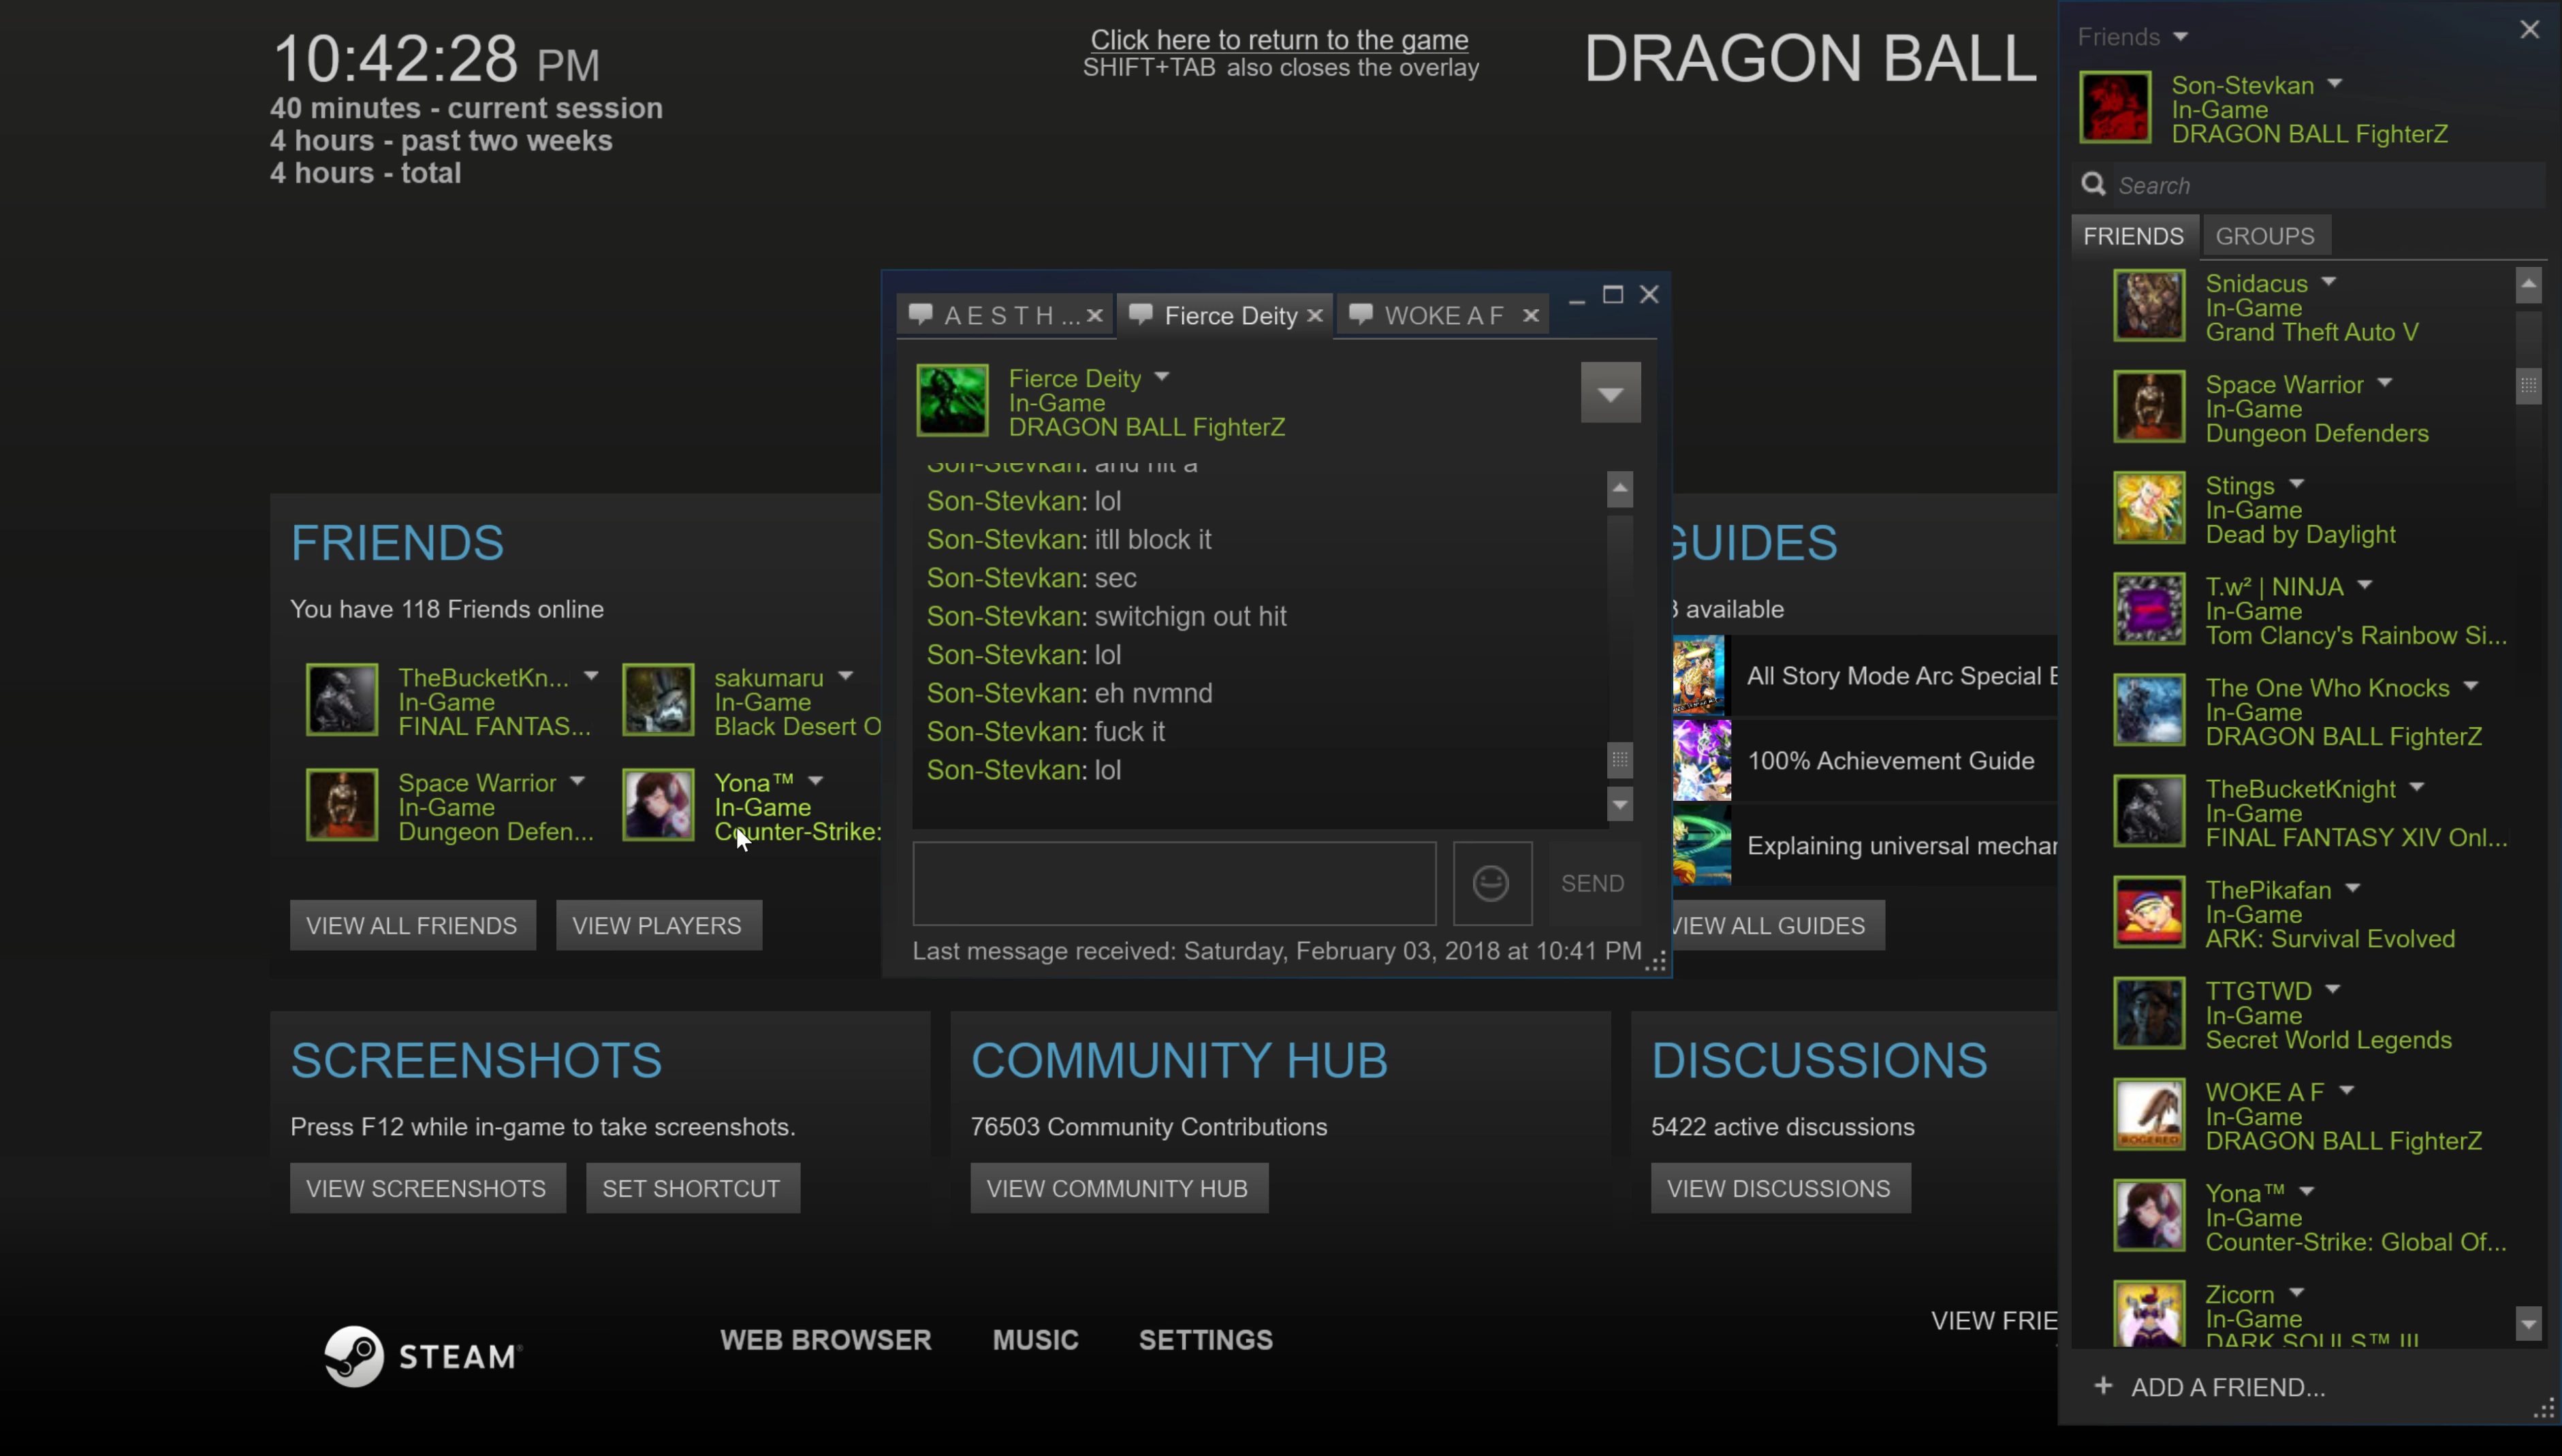 10:42:28 PM
40 minutes - current session
4 hours - past two weeks
4 hours - total
Click here to return to the game
SHIFT+TAB also closes the overlay
DRAGON BALL
FRIENDS
You have 118 Friends online
TheBucketKn...
In-Game
FINAL FANTAS...
sakumaru
In-Game
Black Desert O
Space Warrior
In-Game
Dungeon Defen...
Yona™
In-Game
Counter-Strike:
VIEW ALL FRIENDS
VIEW PLAYERS
A E S T H ...
Fierce Deity
WOKE A F
Fierce Deity
In-Game
DRAGON BALL FighterZ
Son-Stevkan: and hit a
Son-Stevkan: lol
Son-Stevkan: itll block it
Son-Stevkan: sec
Son-Stevkan: switchign out hit
Son-Stevkan: lol
Son-Stevkan: eh nvmnd
Son-Stevkan: fuck it
Son-Stevkan: lol
SEND
Last message received: Saturday, February 03, 2018 at 10:41 PM
GUIDES
available
All Story Mode Arc Special
100% Achievement Guide
Explaining universal mechan
VIEW ALL GUIDES
SCREENSHOTS
Press F12 while in-game to take screenshots.
VIEW SCREENSHOTS
SET SHORTCUT
COMMUNITY HUB
76503 Community Contributions
VIEW COMMUNITY HUB
DISCUSSIONS
5422 active discussions
VIEW DISCUSSIONS
STEAM
WEB BROWSER
MUSIC
SETTINGS
VIEW FRIE
Friends
Son-Stevkan
In-Game
DRAGON BALL FighterZ
Search
FRIENDS
GROUPS
Snidacus
In-Game
Grand Theft Auto V
Space Warrior
In-Game
Dungeon Defenders
Stings
In-Game
Dead by Daylight
T.w² | NINJA
In-Game
Tom Clancy's Rainbow Si...
The One Who Knocks
In-Game
DRAGON BALL FighterZ
TheBucketKnight
In-Game
FINAL FANTASY XIV Onl...
ThePikafan
In-Game
ARK: Survival Evolved
TTGTWD
In-Game
Secret World Legends
ROGERED
WOKE A F
In-Game
DRAGON BALL FighterZ
Yona™
In-Game
Counter-Strike: Global Of...
Zicorn
In-Game
DARK SOULS™ III
+ ADD A FRIEND...